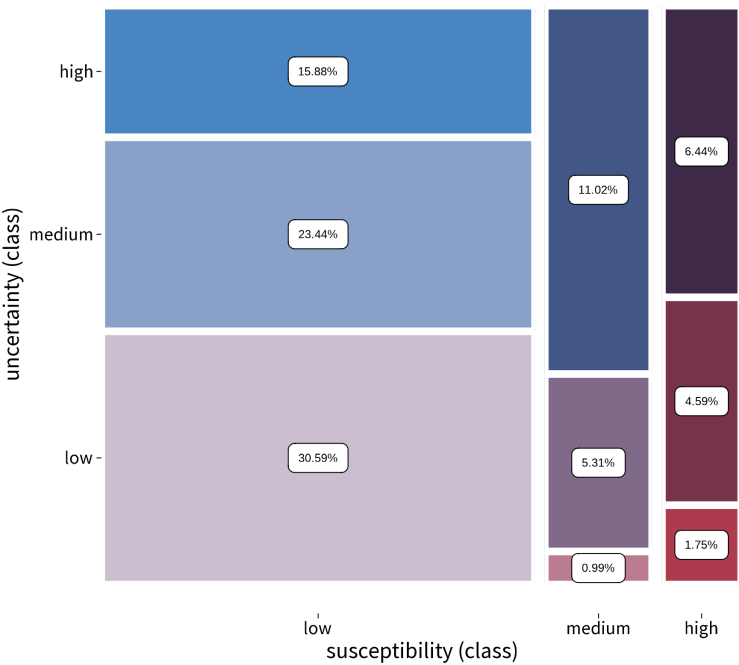 high
15.88%
11.02%
6.44%
medium
23.44%
4.59%
low
30.59%
5.31%
1.75%
0.99%
uncertainty (class)
low
medium
high
susceptibility (class)